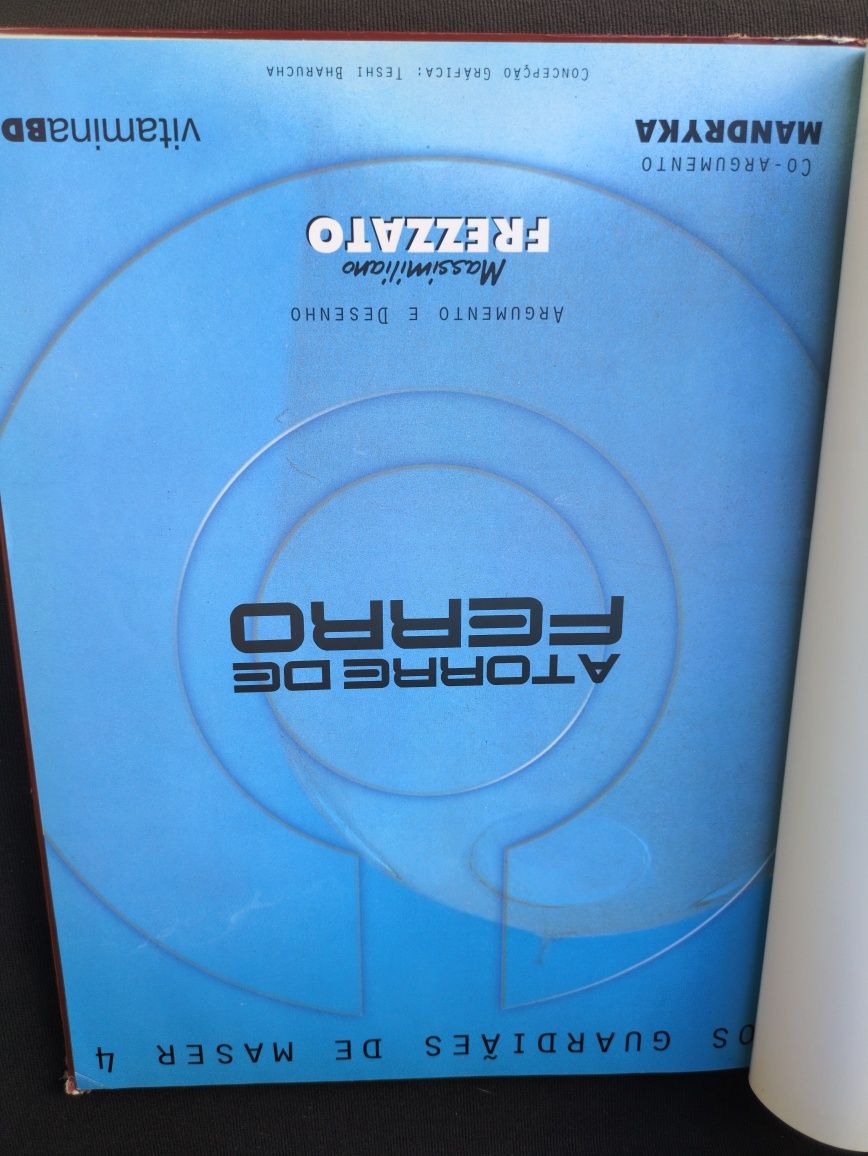 OS GUARDIÃES DE MASER 4
A TORRE DE
FERRO
ARGUMENTO E DESENHO
Massimiliano
FREZZATO
CO-ARGUMENTO
MANDRYKA
vitaminaBD
CONCEPÇÃO GRÁFICA: TESHI BHARUCHA